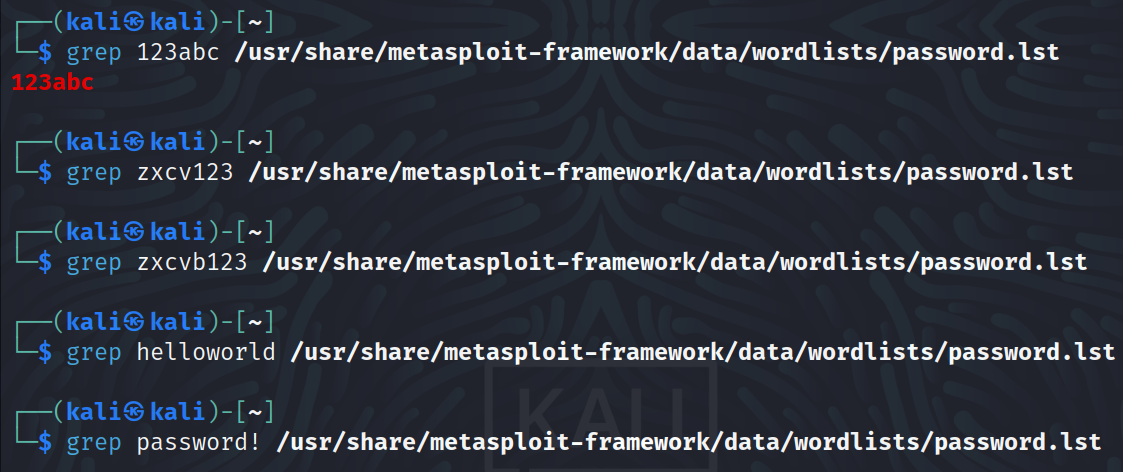 ┌──(kali㉿kali)-[~]
└─$ grep 123abc /usr/share/metasploit-framework/data/wordlists/password.lst
123abc
┌──(kali㉿kali)-[~]
└─$ grep zxcv123 /usr/share/metasploit-framework/data/wordlists/password.lst
┌──(kali㉿kali)-[~]
└─$ grep zxcvb123 /usr/share/metasploit-framework/data/wordlists/password.lst
┌──(kali㉿kali)-[~]
└─$ grep helloworld /usr/share/metasploit-framework/data/wordlists/password.lst
KALI
┌──(kali㉿kali)-[~]
└─$ grep password! /usr/share/metasploit-framework/data/wordlists/password.lst